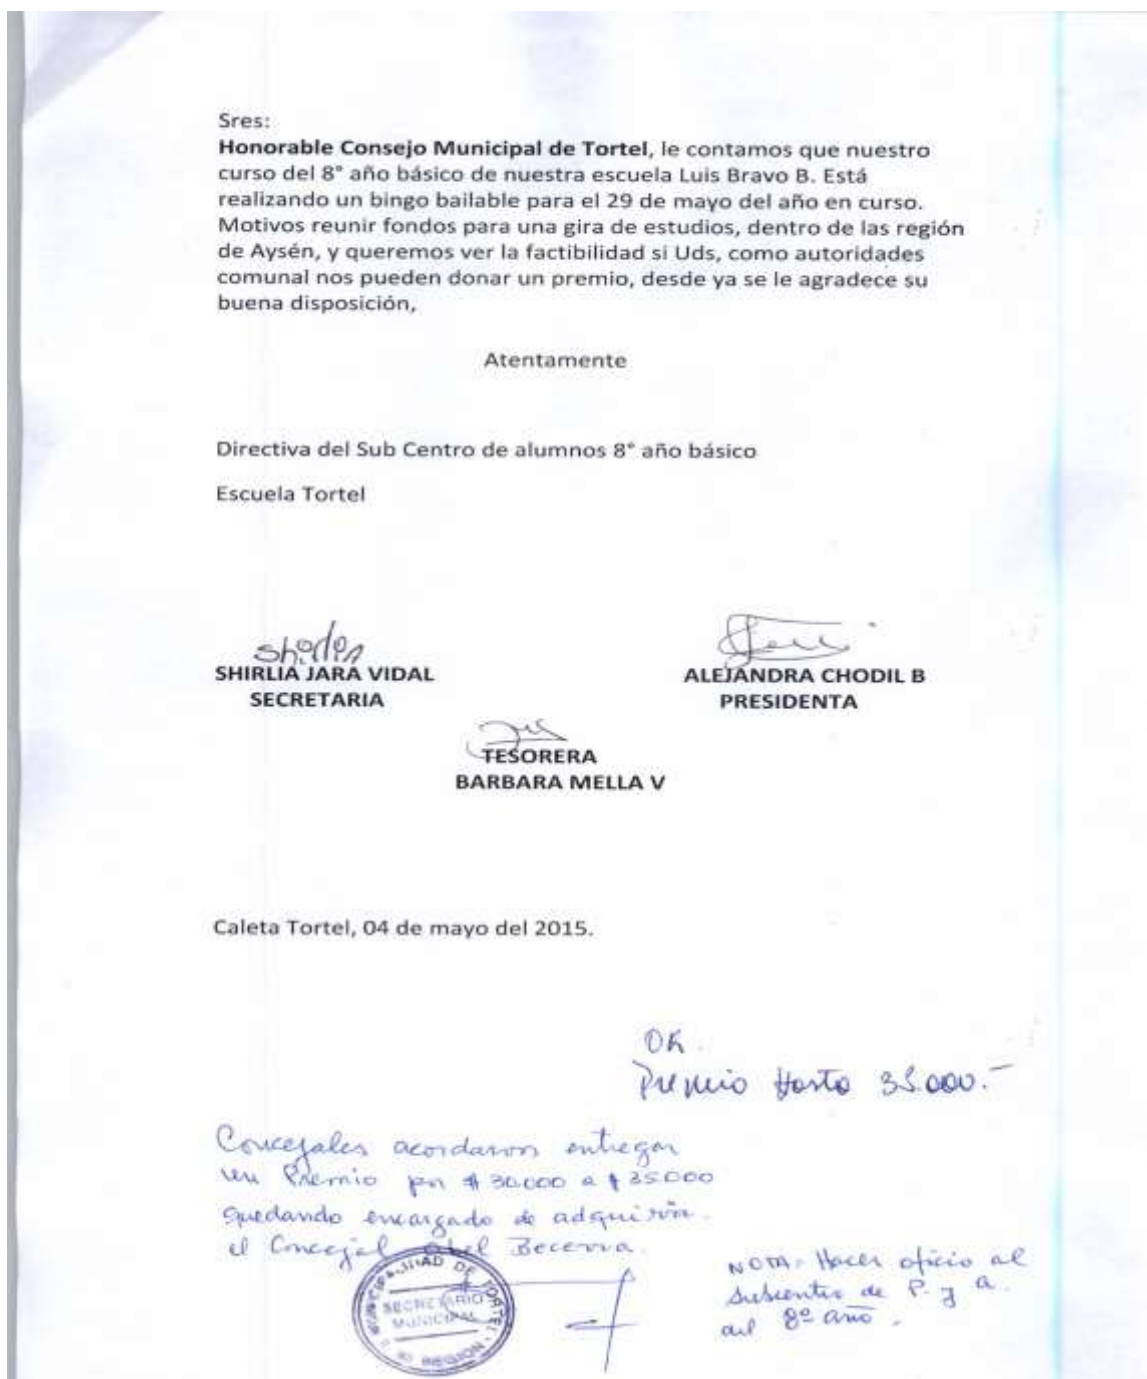 Sres:
Honorable Consejo Municipal de Tortel, le contamos que nuestro
curso del 8° año básico de nuestra escuela Luis Bravo B. Está
realizando un bingo bailable para el 29 de mayo del año en curso.
Motivos reunir fondos para una gira de estudios, dentro de las región
de Aysén, y queremos ver la factibilidad si Uds, como autoridades
comunal nos pueden donar un premio, desde ya se le agradece su
buena disposición,
Atentamente
Directiva del Sub Centro de alumnos 8° año básico
Escuela Tortel
SHIRLIA JARA VIDAL
SECRETARIA
ALEJANDRA CHODIL B
PRESIDENTA
TESORERA
BARBARA MELLA V
Caleta Tortel, 04 de mayo del 2015.
OK.
Premio Hasta 35.000.-
Concejales acordaron entregar
un Premio por $30.000 a $35000
quedando encargado de adquirir.
el Concejal Abel Becerra.
MUNICIPALIDAD DE TORTEL
SECRETARIO
MUNICIPAL
REGION
NOTA: Hacer oficio al
Subcentro de P. y A.
del 8º año.